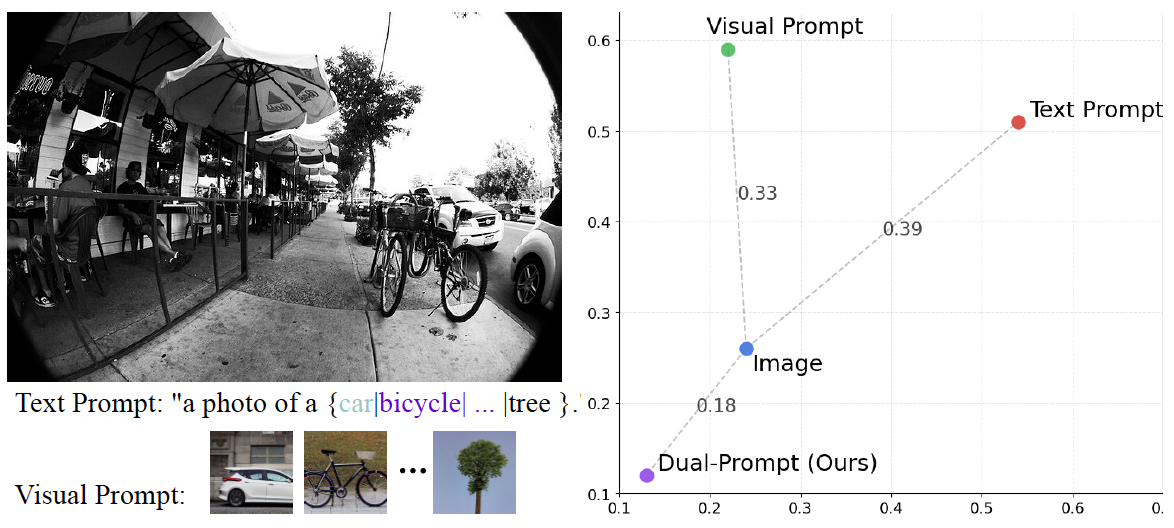 Text Prompt: "a photo of a {car|bicycle| ... |tree }."
Visual Prompt:
...
Visual Prompt
Text Prompt
Image
Dual-Prompt (Ours)
0.33
0.39
0.18
0.6
0.5
0.4
0.3
0.2
0.1
0.1
0.2
0.3
0.4
0.5
0.6